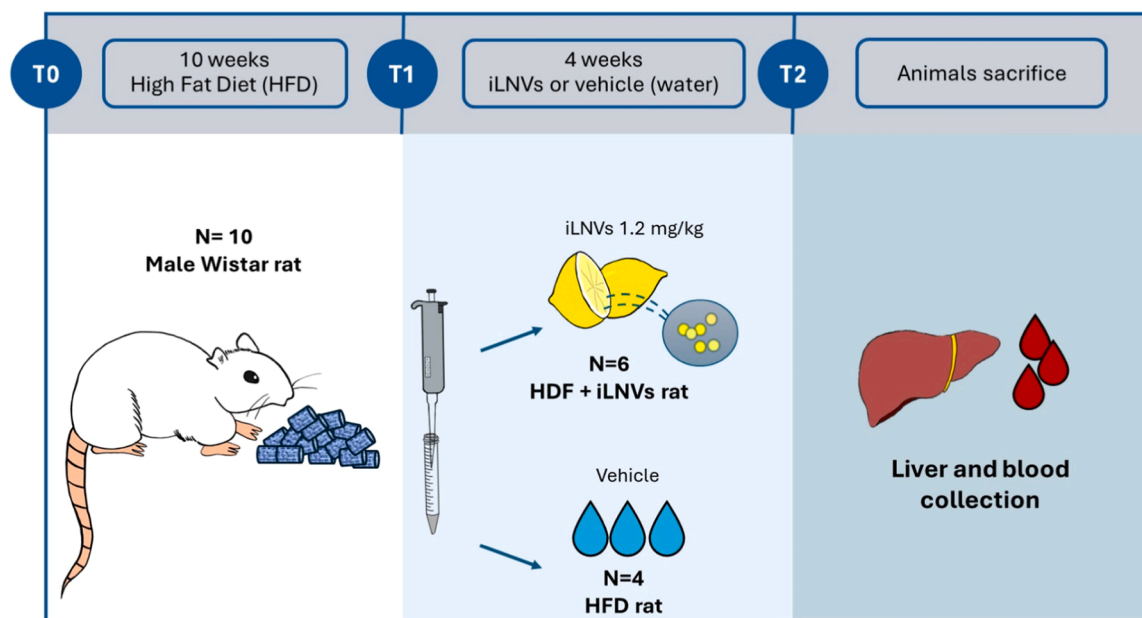 T0
10 weeks
High Fat Diet (HFD)
T1
4 weeks
iLNVs or vehicle (water)
T2
Animals sacrifice
N= 10
Male Wistar rat
iLNVs 1.2 mg/kg
N=6
HDF + iLNVs rat
Vehicle
N=4
HFD rat
Liver and blood
collection